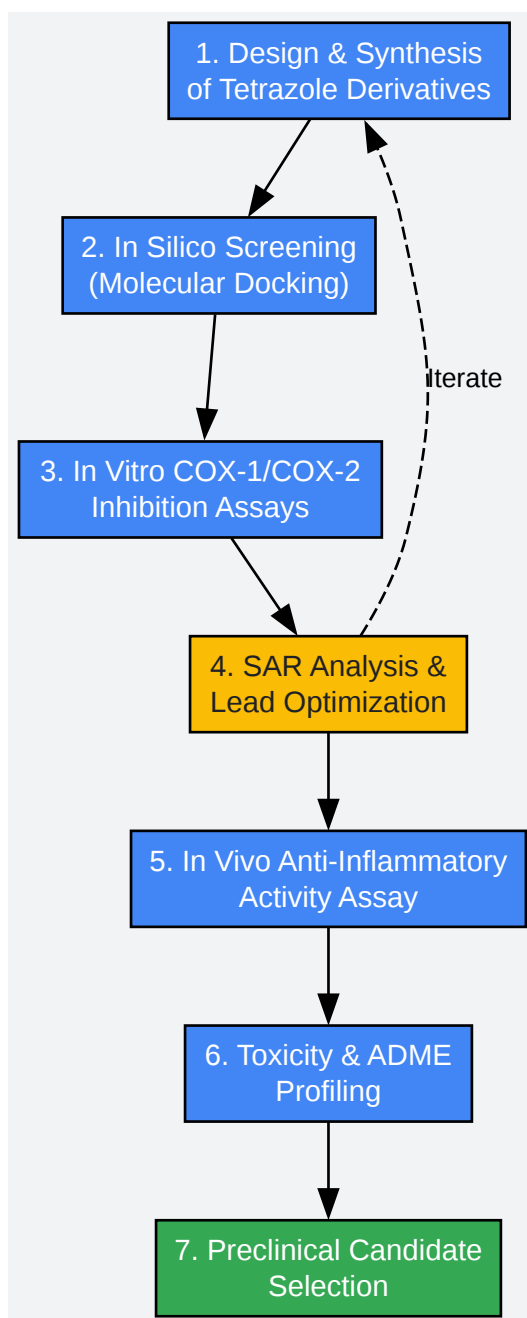 1. Design & Synthesis
of Tetrazole Derivatives
2. In Silico Screening
(Molecular Docking)
Iterate
3. In Vitro COX-1/COX-2
Inhibition Assays
4. SAR Analysis &
Lead Optimization
5. In Vivo Anti-Inflammatory
Activity Assay
6. Toxicity & ADME
Profiling
7. Preclinical Candidate
Selection